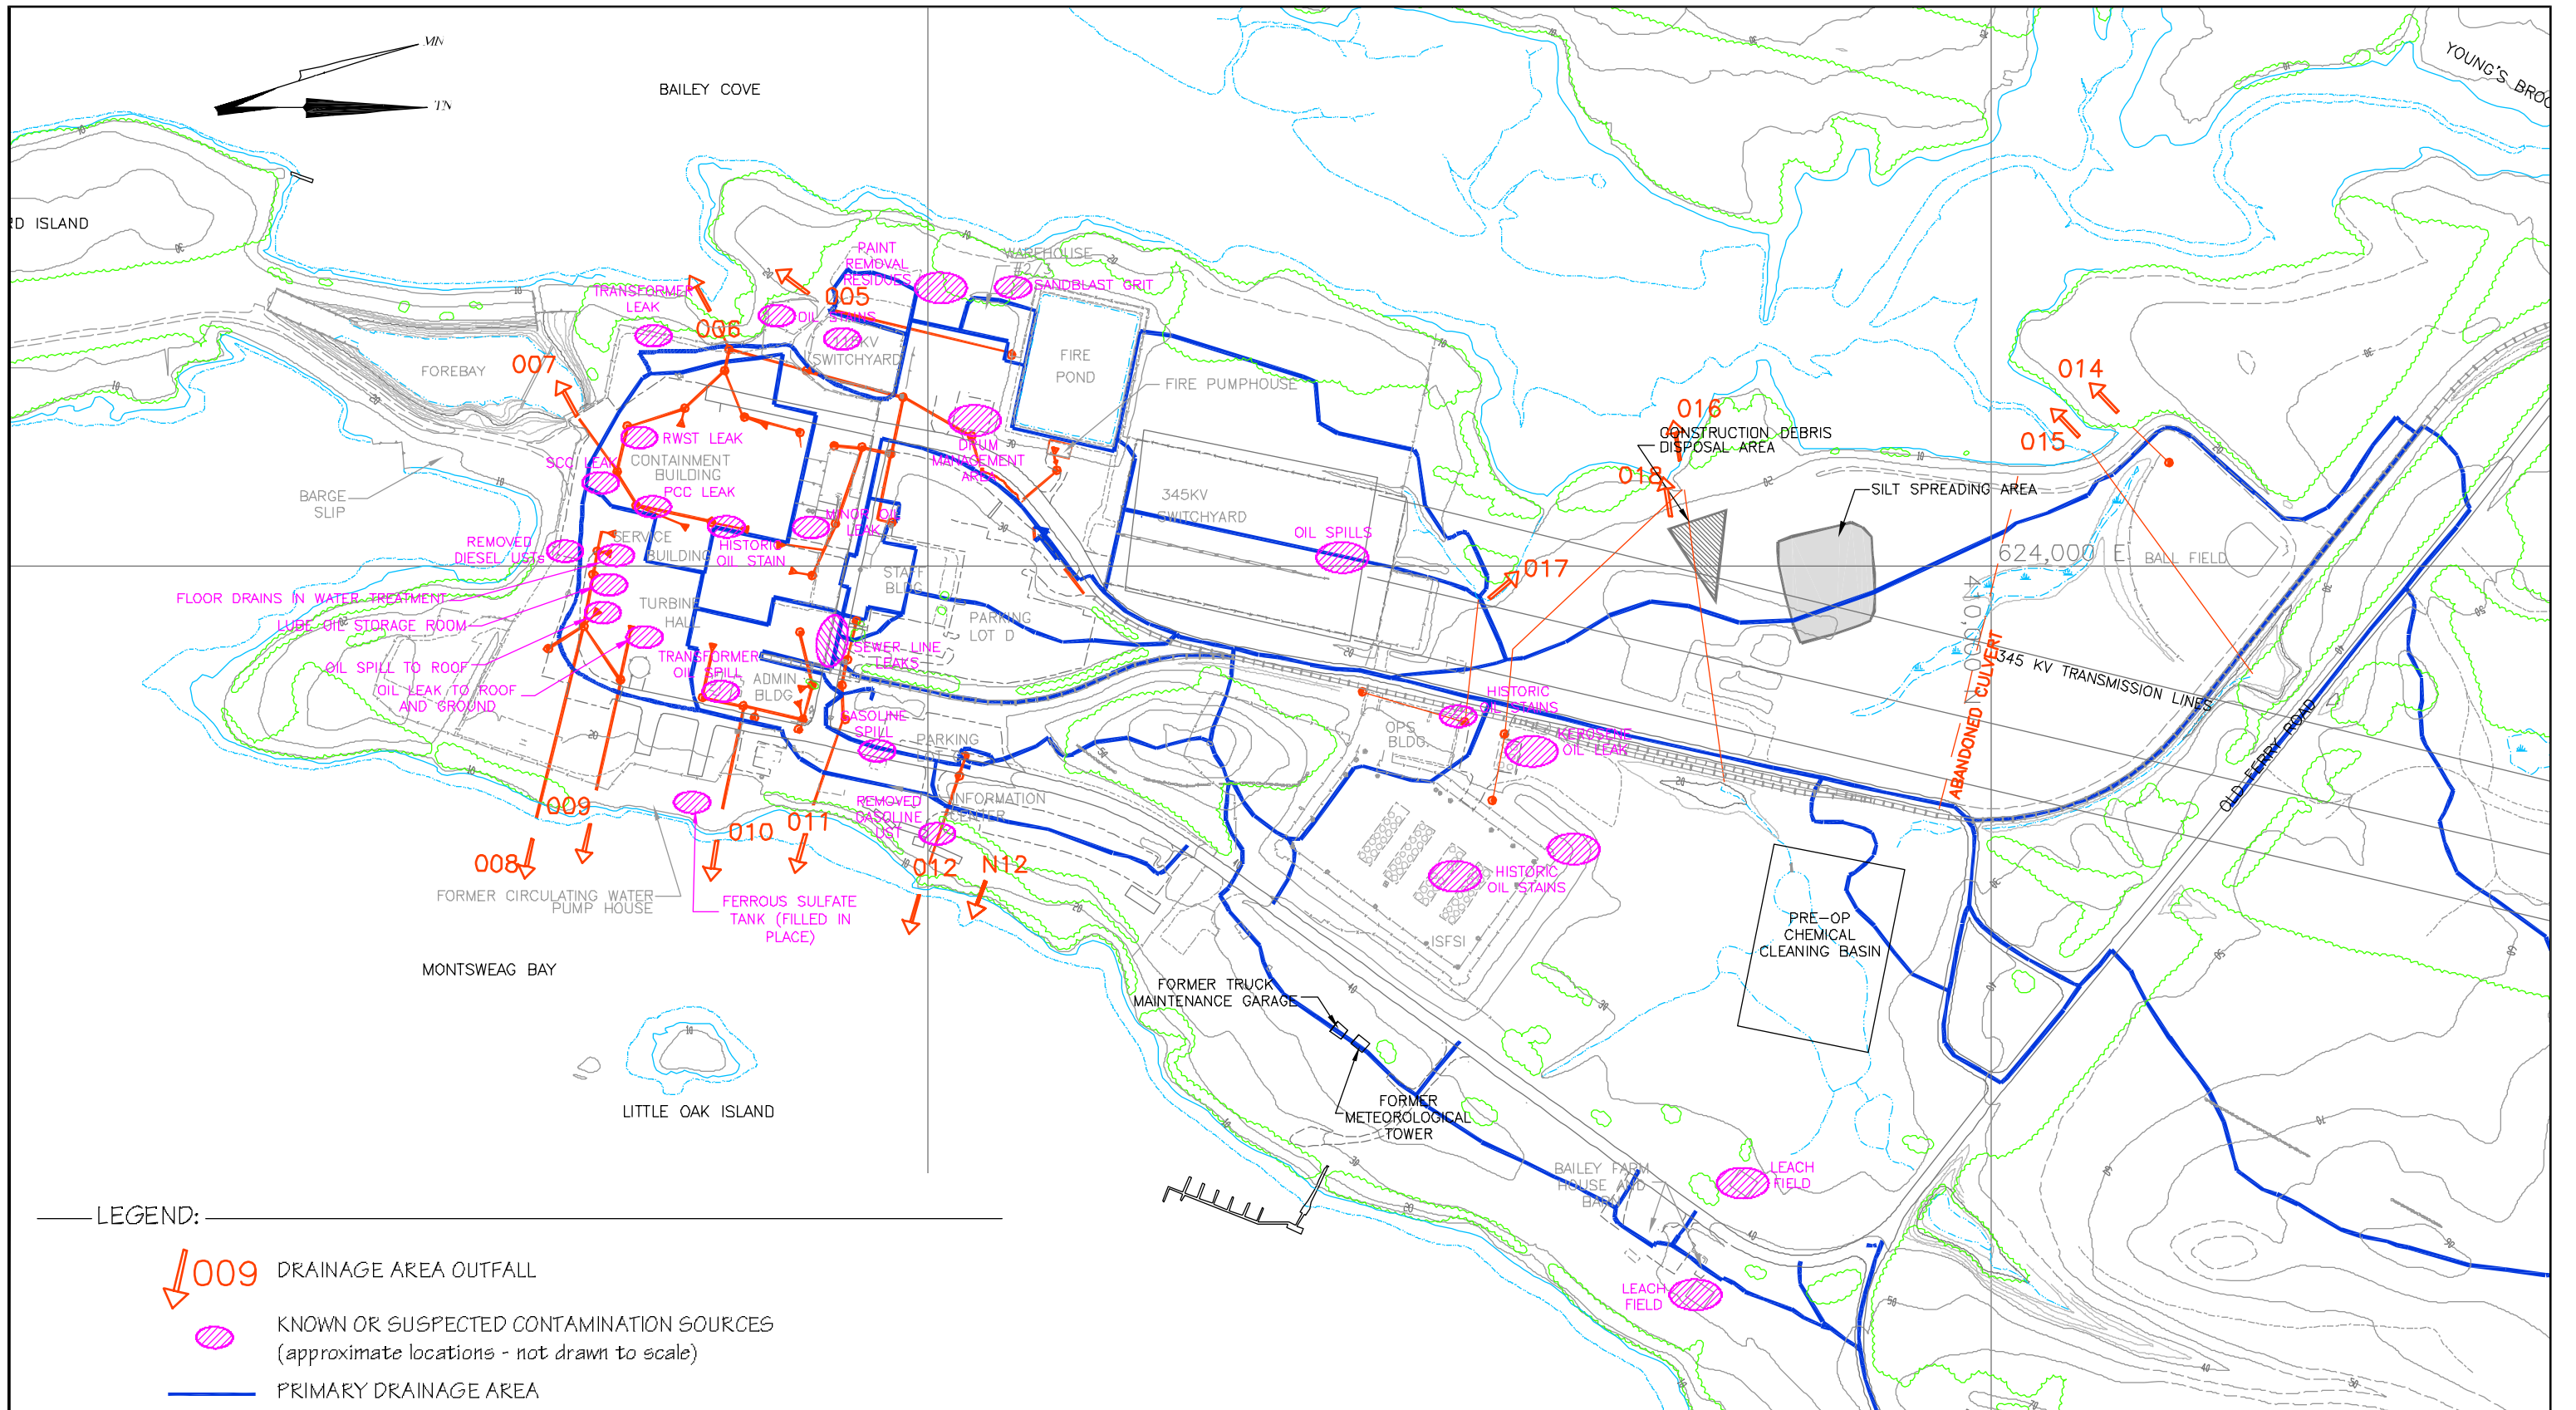 MN
TN
BAILEY COVE
YOUNG'S
RD ISLAND
PAINT
REMOVAL
RESIDUES
WAREHOUSE
#2/3
SANDBLAST GRIT
TRANSFORMER
LEAK
005
006
OIL STAINS
KV
SWITCHYARD
FIRE
POND
FIRE PUMPHOUSE
FOREBAY
007
014
015
016
CONSTRUCTION DEBRIS
DISPOSAL AREA
018
SILT SPREADING AREA
RWST LEAK
CONTAINMENT
BUILDING
SCC LEAK
PCC LEAK
DRUM
MANAGEMENT
AREA
BARGE
SLIP
345KV
SWITCHYARD
MINOR OIL
LEAK
OIL SPILLS
HISTORIC
OIL STAIN
REMOVED
DIESEL USTs
SERVICE
BUILDING
624,000 E
BALL FIELD
017
STAFF
BLDG
FLOOR DRAINS IN WATER TREATMENT
TURBINE
HALL
LUBE OIL STORAGE ROOM
PARKING
LOT D
OIL SPILL TO ROOF
SEWER LINE
LEAKS
TRANSFORMER
OIL SPILL
ADMIN
BLDG
OIL LEAK TO ROOF
AND GROUND
345 KV TRANSMISSION LINES
ABANDONED CULVERT
OLD FERRY ROAD
HISTORIC
OIL STAINS
GASOLINE
SPILL
PARKING
OPS
BLDG.
KEROSENE
OIL LEAK
INFORMATION
CENTER
REMOVED
GASOLINE
UST
009
010
011
008
012
N12
FORMER CIRCULATING WATER
PUMP HOUSE
FERROUS SULFATE
TANK (FILLED IN
PLACE)
HISTORIC
OIL STAINS
ISFSI
PRE-OP
CHEMICAL
CLEANING BASIN
MONTSWEAG BAY
FORMER TRUCK
MAINTENANCE GARAGE
LITTLE OAK ISLAND
FORMER
METEOROLOGICAL
TOWER
BAILEY FARM
HOUSE AND
BARN
LEACH
FIELD
LEACH
FIELD
LEGEND:
009 DRAINAGE AREA OUTFALL
KNOWN OR SUSPECTED CONTAMINATION SOURCES
(approximate locations - not drawn to scale)
PRIMARY DRAINAGE AREA